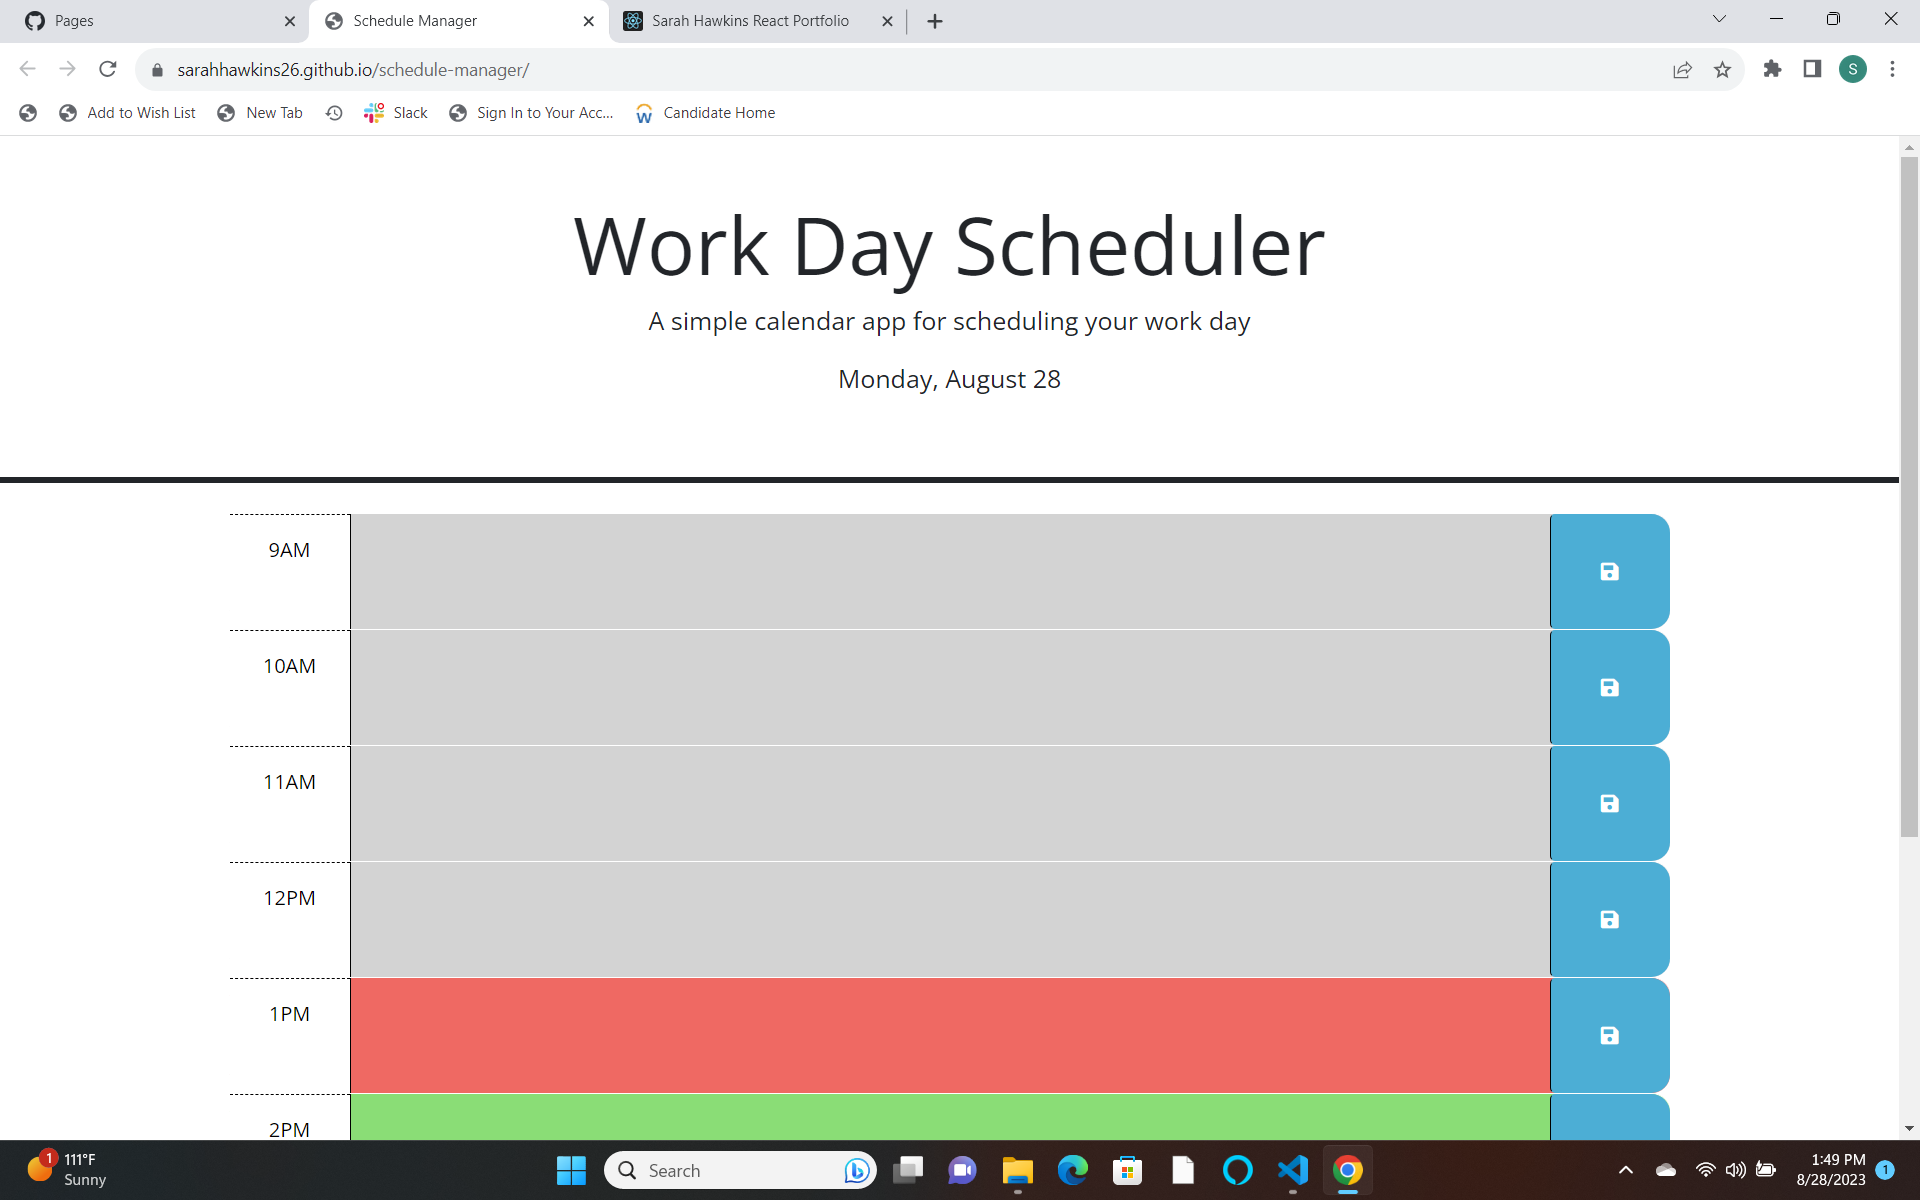 Pages
Schedule Manager
Sarah Hawkins React Portfolio
sarahhawkins26.github.io/schedule-manager/
S
Add to Wish List
New Tab
Slack
Sign In to Your Acc...
W
Candidate Home
Work Day Scheduler
A simple calendar app for scheduling your work day
Monday, August 28
9AM
10AM
11AM
12PM
1PM
2PM
1
111°F
Sunny
Search
1:49 PM
8/28/2023
1